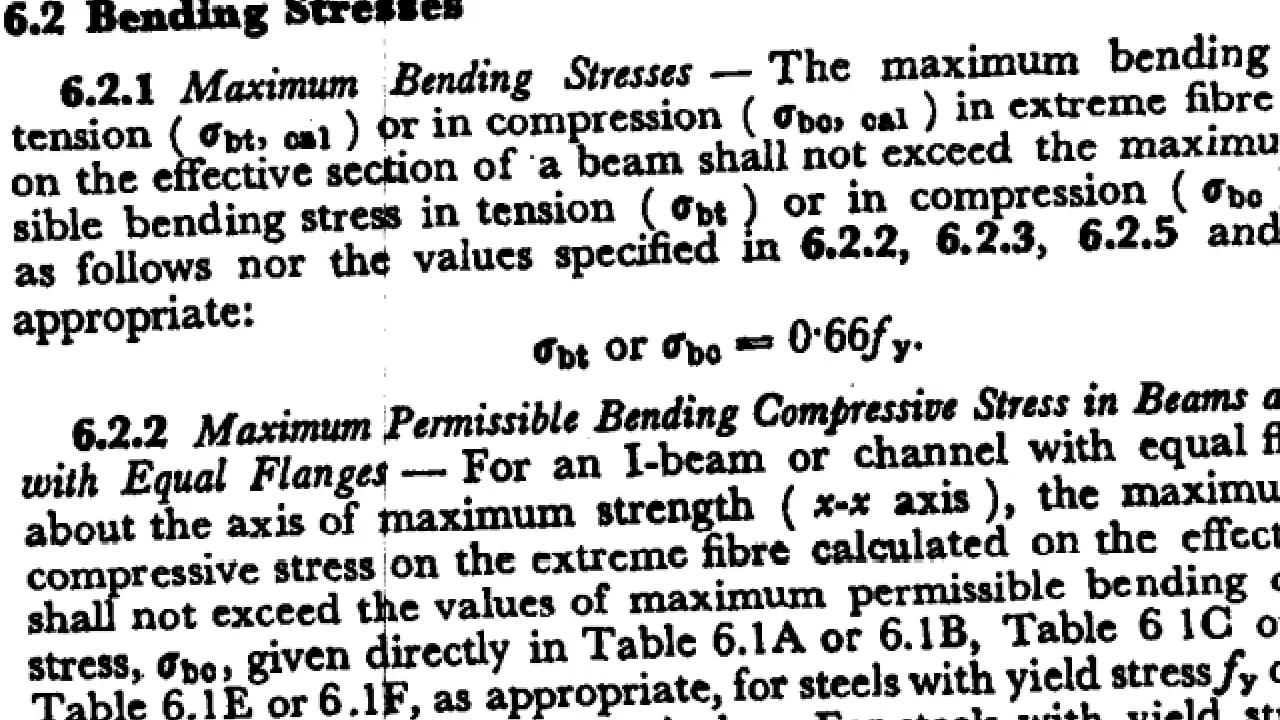 6.2 Bending Stresses
6.2.1 Maximum Bending Stresses — The maximum bending
tension ( σbt, cal ) or in compression ( σbc, cal ) in extreme fibre
on the effective section of a beam shall not exceed the maximu
sible bending stress in tension ( σbt ) or in compression ( σbc
as follows nor the values specified in 6.2.2, 6.2.3, 6.2.5 and
appropriate:
σbt or σbc = 0·66fy.
6.2.2 Maximum Permissible Bending Compressive Stress in Beams a
with Equal Flanges — For an I-beam or channel with equal fl
about the axis of maximum strength ( x-x axis ), the maximu
compressive stress on the extreme fibre calculated on the effect
shall not exceed the values of maximum permissible bending c
stress, σbc, given directly in Table 6.1A or 6.1B, Table 6 1C o
Table 6.1E or 6.1F, as appropriate, for steels with yield stress fy o
For steels with yield st